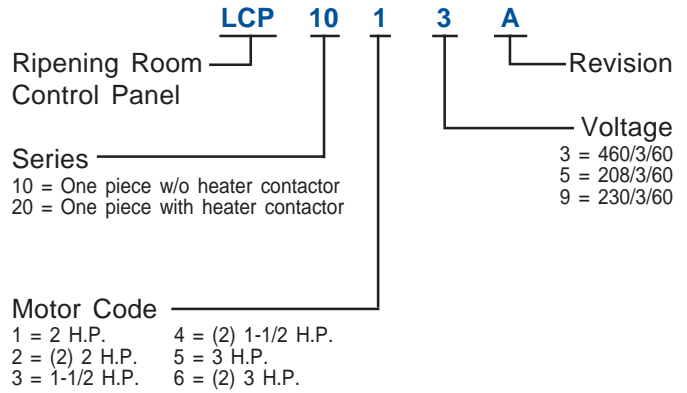 LCP 10 1 3 A
Ripening Room
Control Panel
Revision
Voltage
3 = 460/3/60
5 = 208/3/60
9 = 230/3/60
Series
10 = One piece w/o heater contactor
20 = One piece with heater contactor
Motor Code
1 = 2 H.P. 4 = (2) 1-1/2 H.P.
2 = (2) 2 H.P. 5 = 3 H.P.
3 = 1-1/2 H.P. 6 = (2) 3 H.P.